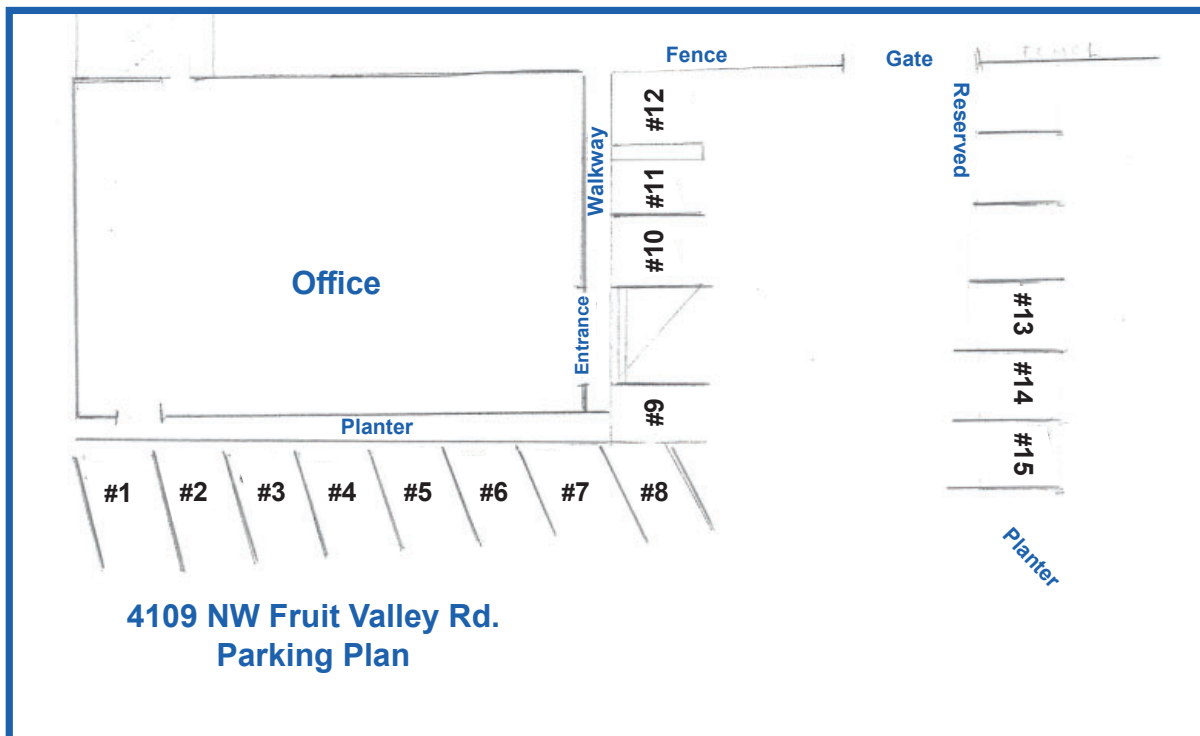 Fence
Gate
Reserved
Walkway
#12
#11
#10
Office
Entrance
#9
Planter
#13
#14
#15
#1
#2
#3
#4
#5
#6
#7
#8
Planter
4109 NW Fruit Valley Rd.
Parking Plan